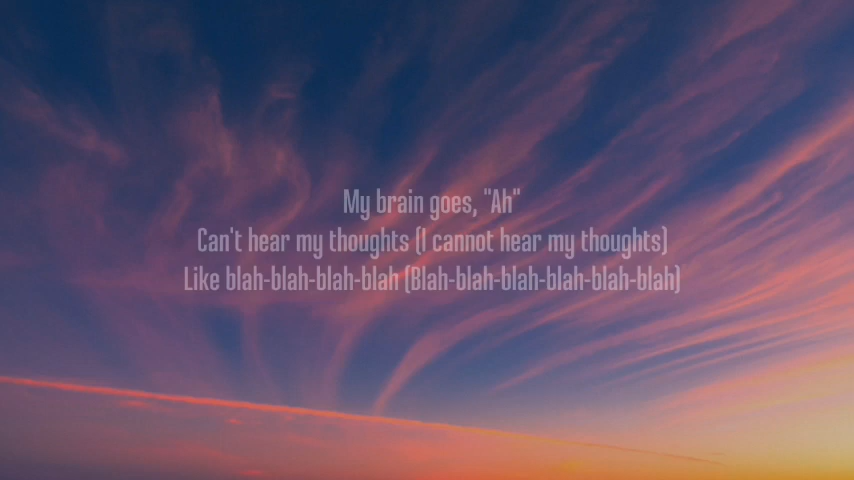 My brain goes, "Ah"
Can't hear my thoughts (I cannot hear my thoughts)
Like blah-blah-blah-blah (Blah-blah-blah-blah-blah-blah)